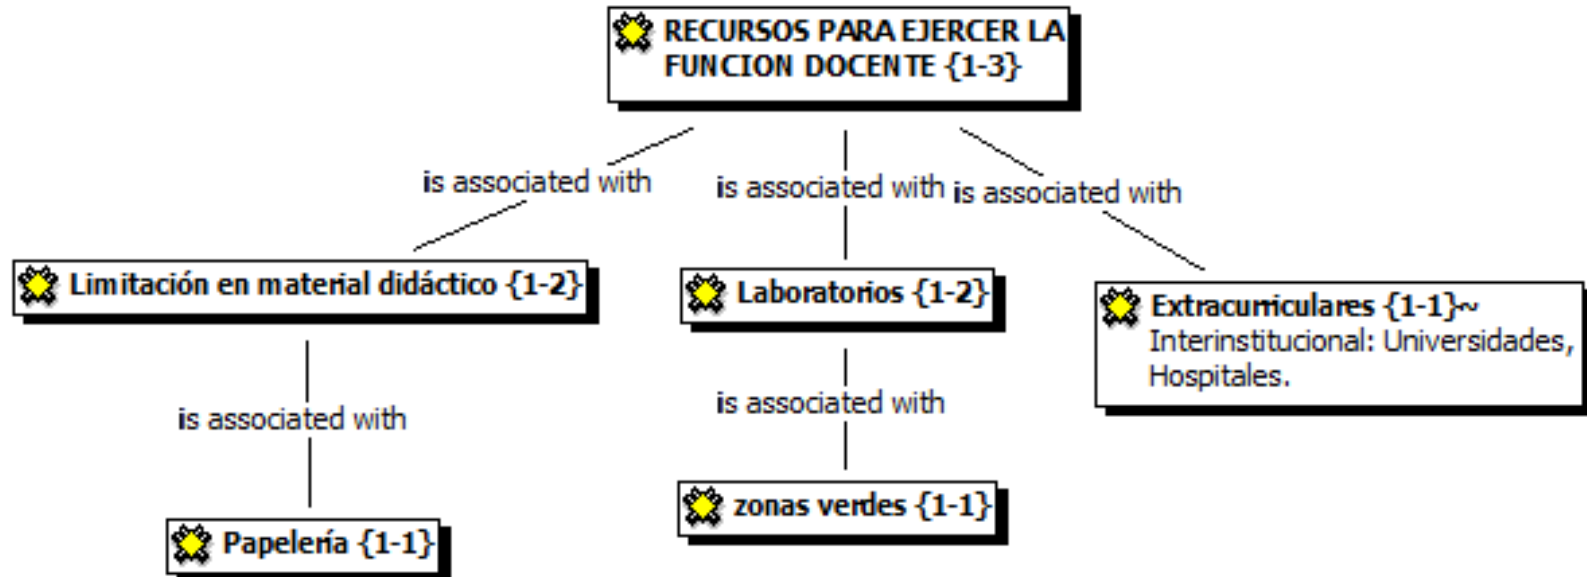 RECURSOS PARA EJERCER LA
FUNCION DOCENTE {1-3}
is associated with
is associated with
is associated with
Limitación en material didáctico {1-2}
Laboratorios {1-2}
Extracurriculares {1-1}~
Interinstitucional: Universidades,
Hospitales.
is associated with
is associated with
zonas verdes {1-1}
Papelería {1-1}